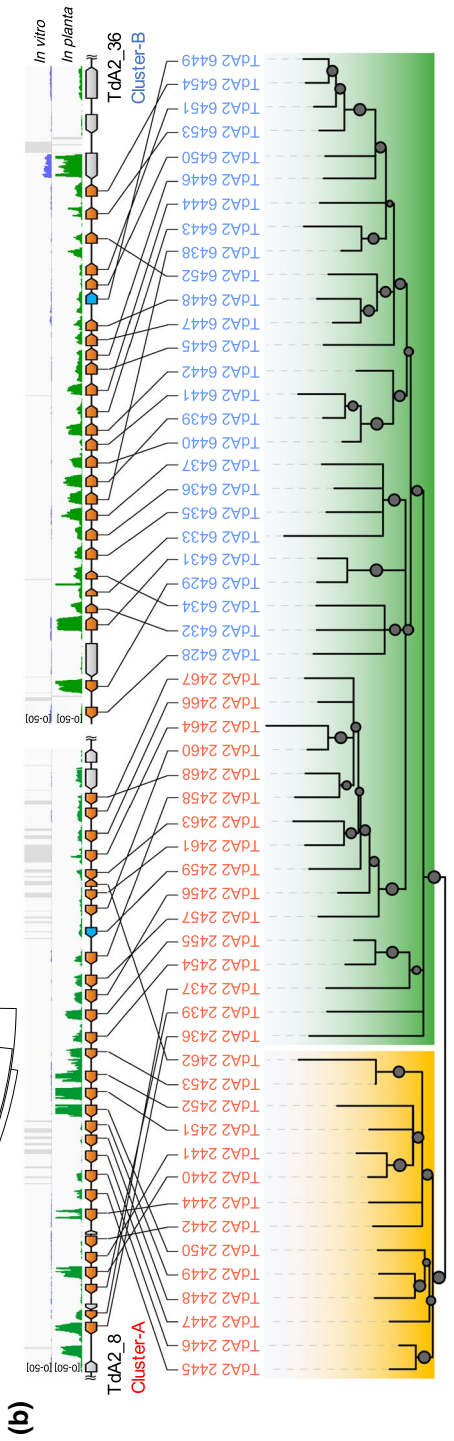 (b)
In vitro
In planta
[0-50]
[0-50]
[0-50]
[0-50]
TdA2_8
Cluster-A
TdA2_36
Cluster-B
TdA2 6449
TdA2 6454
TdA2 6451
TdA2 6453
TdA2 6450
TdA2 6446
TdA2 6444
TdA2 6443
TdA2 6438
TdA2 6452
TdA2 6448
TdA2 6447
TdA2 6445
TdA2 6442
TdA2 6441
TdA2 6439
TdA2 6440
TdA2 6437
TdA2 6436
TdA2 6435
TdA2 6433
TdA2 6431
TdA2 6429
TdA2 6434
TdA2 6432
TdA2 6428
TdA2 2467
TdA2 2466
TdA2 2464
TdA2 2460
TdA2 2468
TdA2 2458
TdA2 2463
TdA2 2461
TdA2 2459
TdA2 2456
TdA2 2457
TdA2 2455
TdA2 2454
TdA2 2437
TdA2 2439
TdA2 2436
TdA2 2462
TdA2 2453
TdA2 2452
TdA2 2451
TdA2 2441
TdA2 2440
TdA2 2444
TdA2 2442
TdA2 2450
TdA2 2449
TdA2 2448
TdA2 2447
TdA2 2446
TdA2 2445